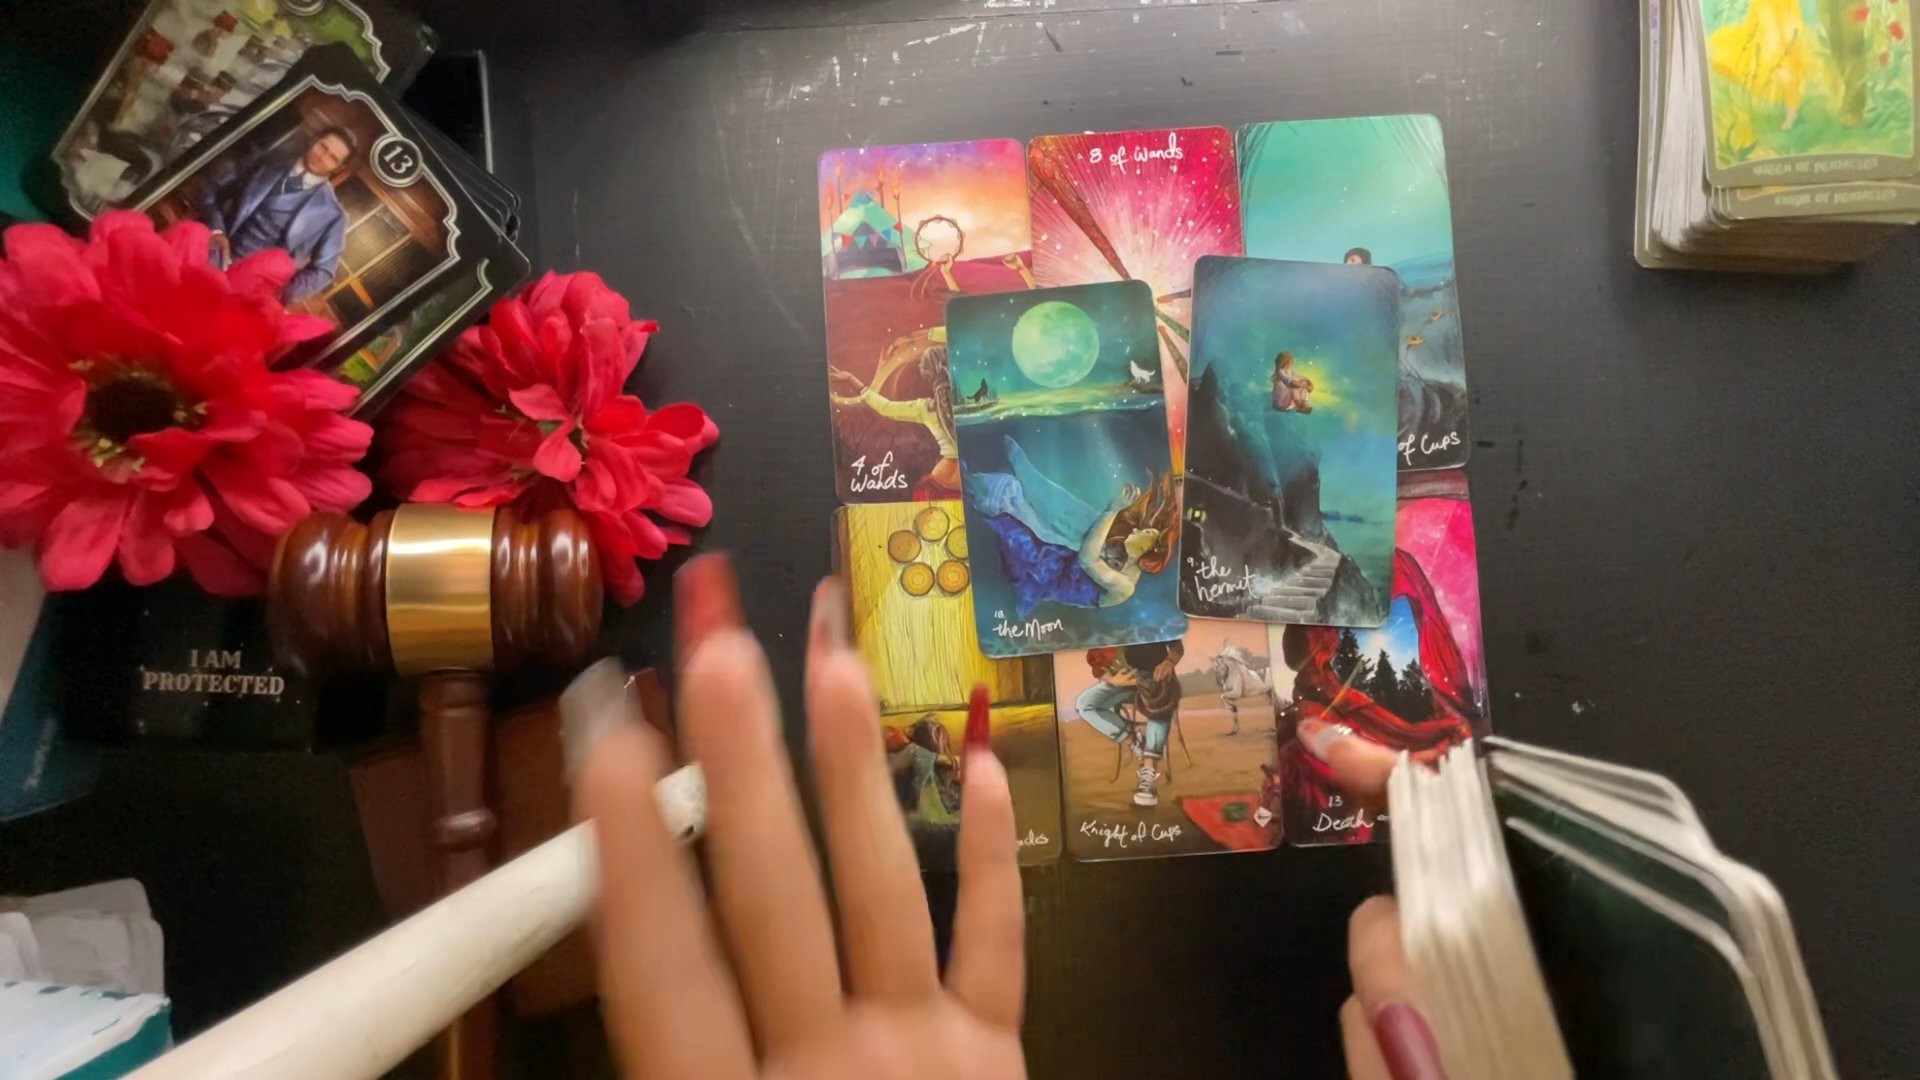 13
8 of Wands
4 of
Wands
of Cups
18.
the Moon
9.
the
hermit
I AM
PROTECTED
Knight of Cups
13
Death
QUEEN OF PENTACLES
KNIGHT OF PENTACLES